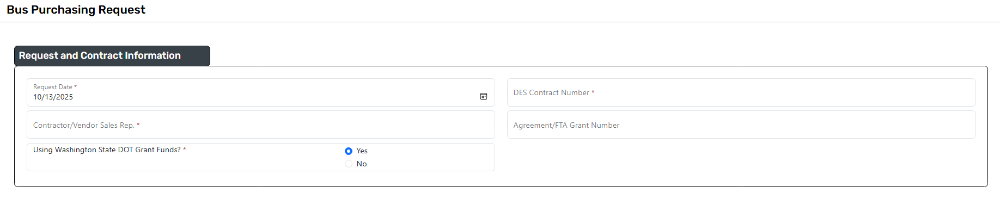 Bus Purchasing Request
Request and Contract Information
Request Date *
10/13/2025
DES Contract Number *
Contractor/Vendor Sales Rep. *
Agreement/FTA Grant Number
Using Washington State DOT Grant Funds? *
Yes
No